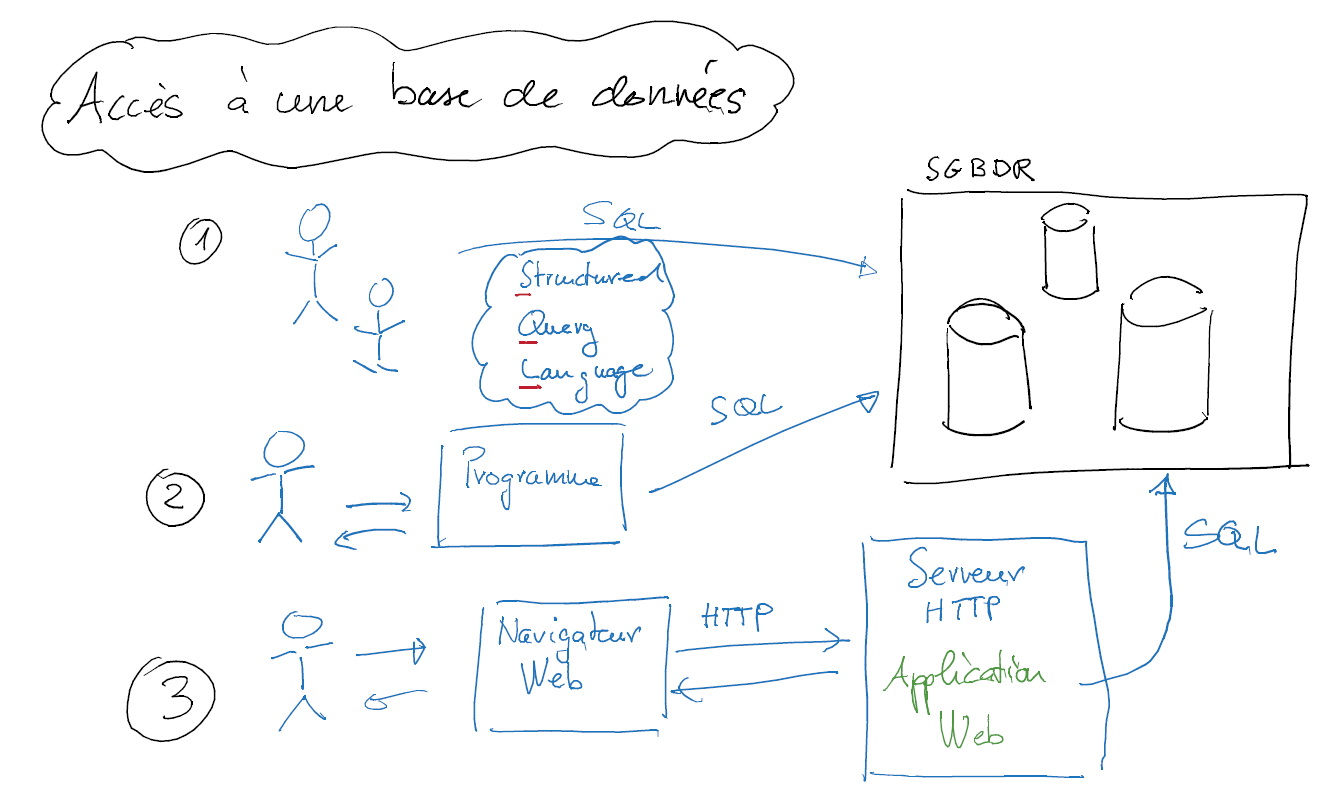 Accès à une base de données
SGBDR
1
SQL
Structured
Query
Language
2
Programme
SQL
3
Navigateur
Web
HTTP
Serveur
HTTP
Application
Web
SQL